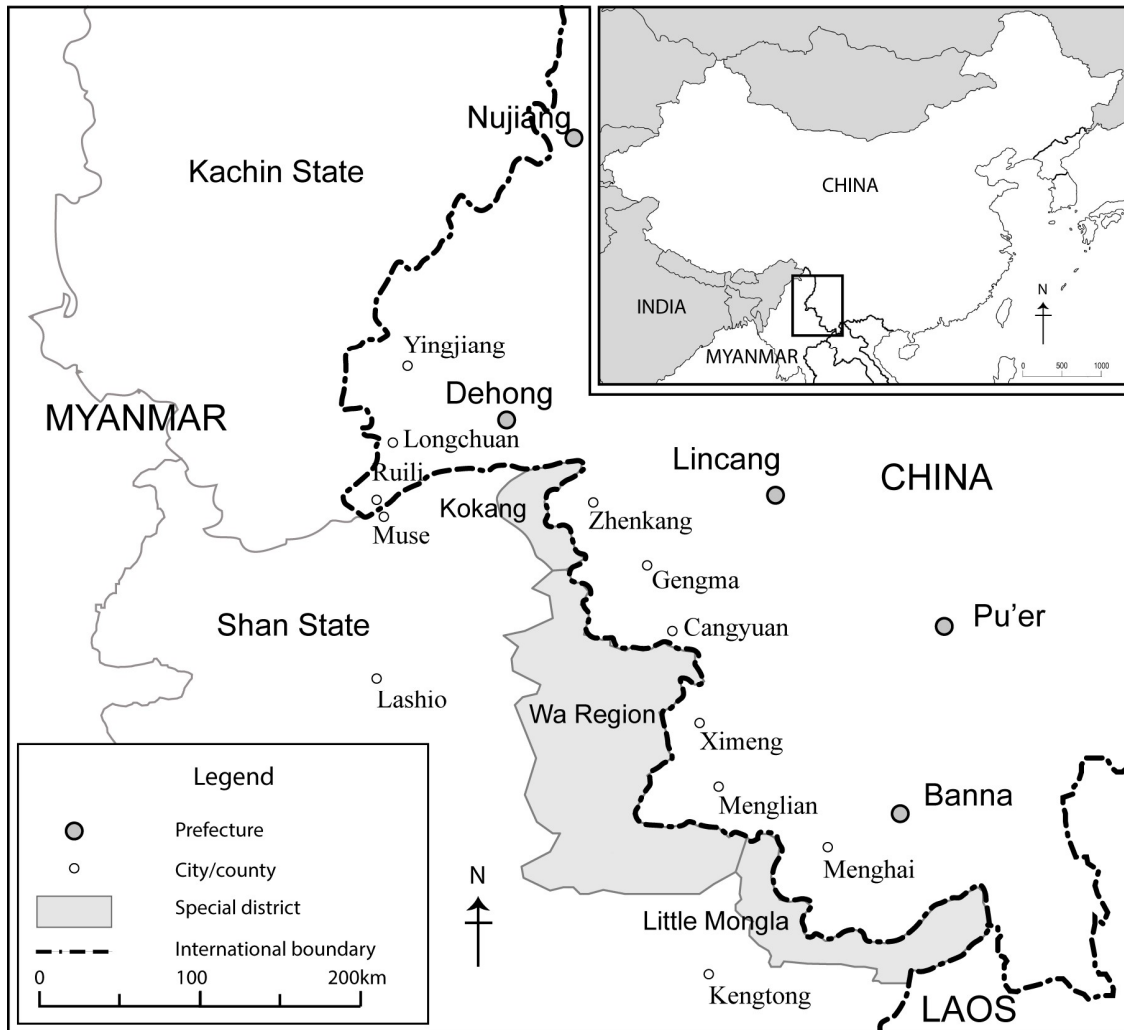 Nujiang
Kachin State
Yingjiang
Dehong
MYANMAR
Longchuan
Ruili
Lincang
CHINA
Kokang
Zhenkang
Muse
Gengma
Shan State
Cangyuan
Pu'er
Lashio
Wa Region
Ximeng
Menglian
Banna
Menghai
Little Mongla
Kengtong
LAOS
N
CHINA
INDIA
MYANMAR
N
0 500 1000
Legend
Prefecture
City/county
Special district
International boundary
0 100 200km